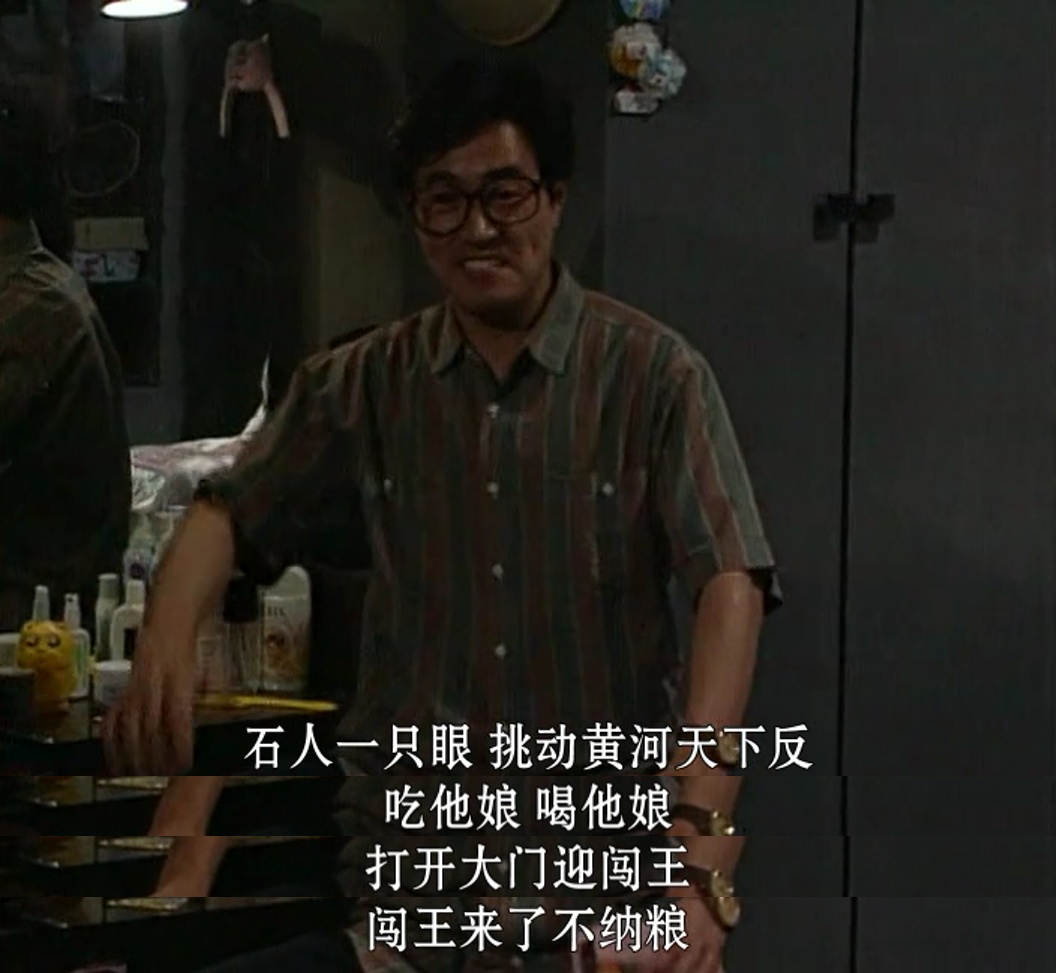 石人一只眼 挑动黄河天下反
吃他娘 喝他娘
打开大门迎闯王
闯王来了不纳粮